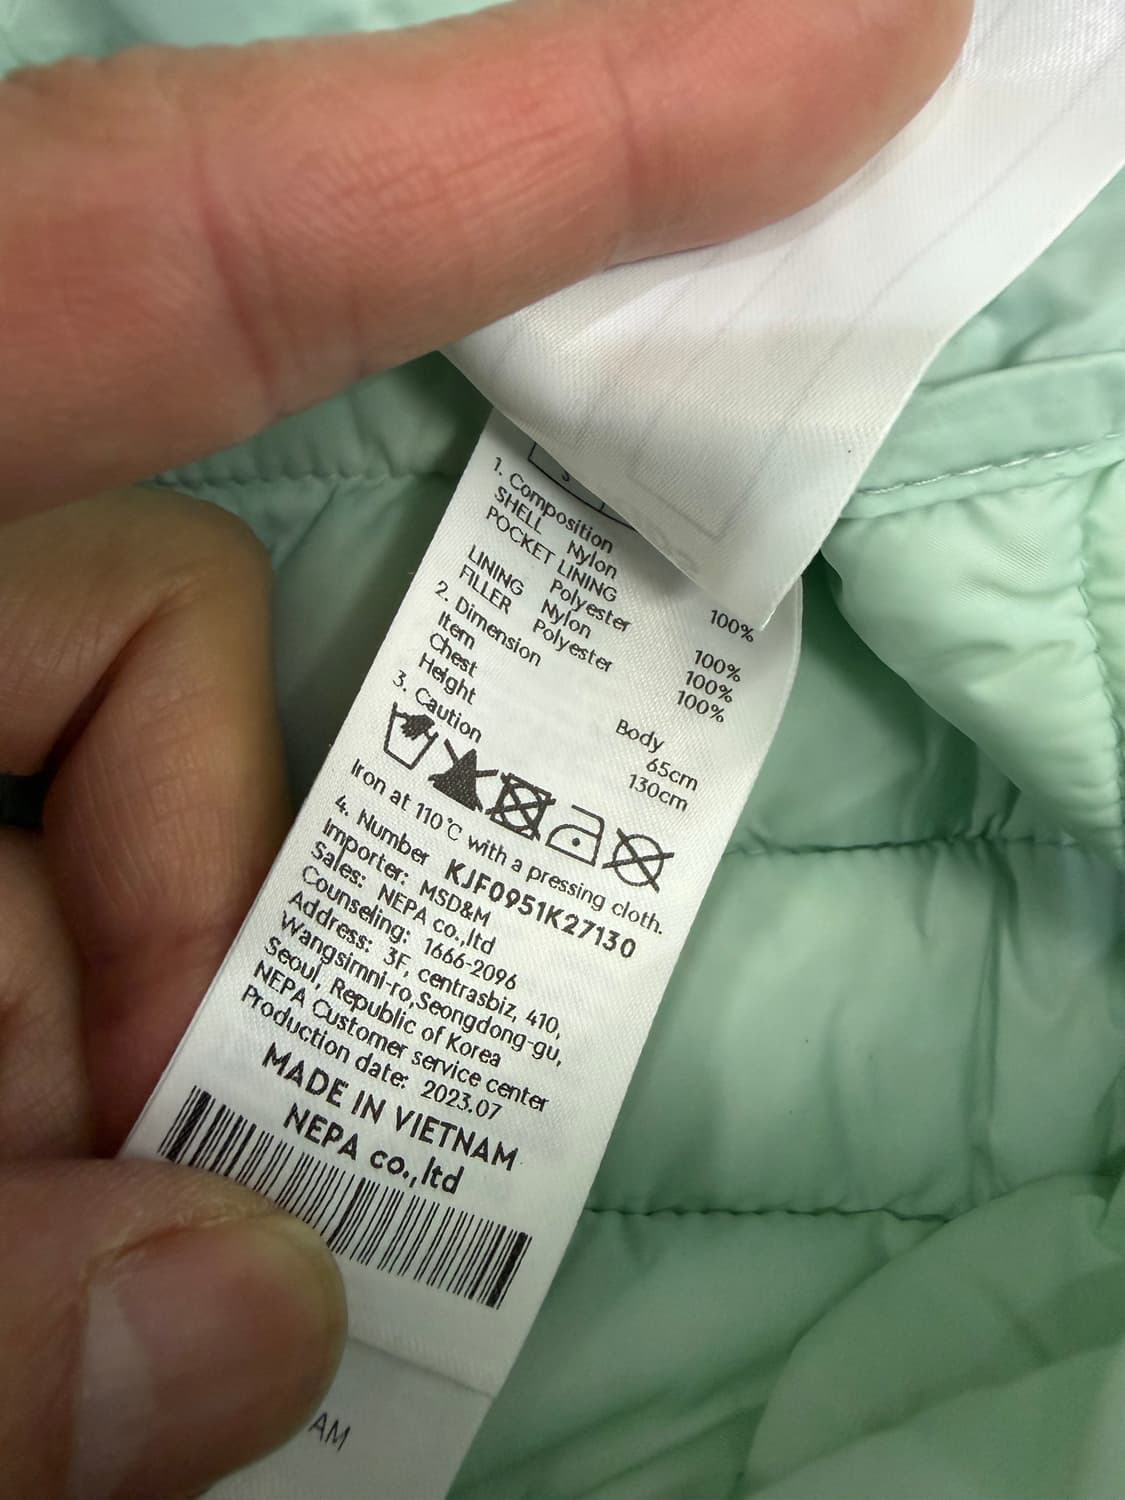 1. Composition
SHELL Nylon
POCKET LINING
Polyester 100%
LINING Nylon 100%
FILLER Polyester 100%
100%
2. Dimension
Item Body
Chest 65cm
Height 130cm
3. Caution
Iron at 110℃ with a pressing cloth.
4. Number KJF0951K27130
Importer: MSD&M
Sales: NEPA co.,ltd
Counseling: 1666-2096
Address: 3F, centrasbiz, 410,
Wangsimni-ro,Seongdong-gu,
Seoul, Republic of Korea
NEPA Customer service center
Production date: 2023.07
MADE IN VIETNAM
NEPA co.,ltd
AM